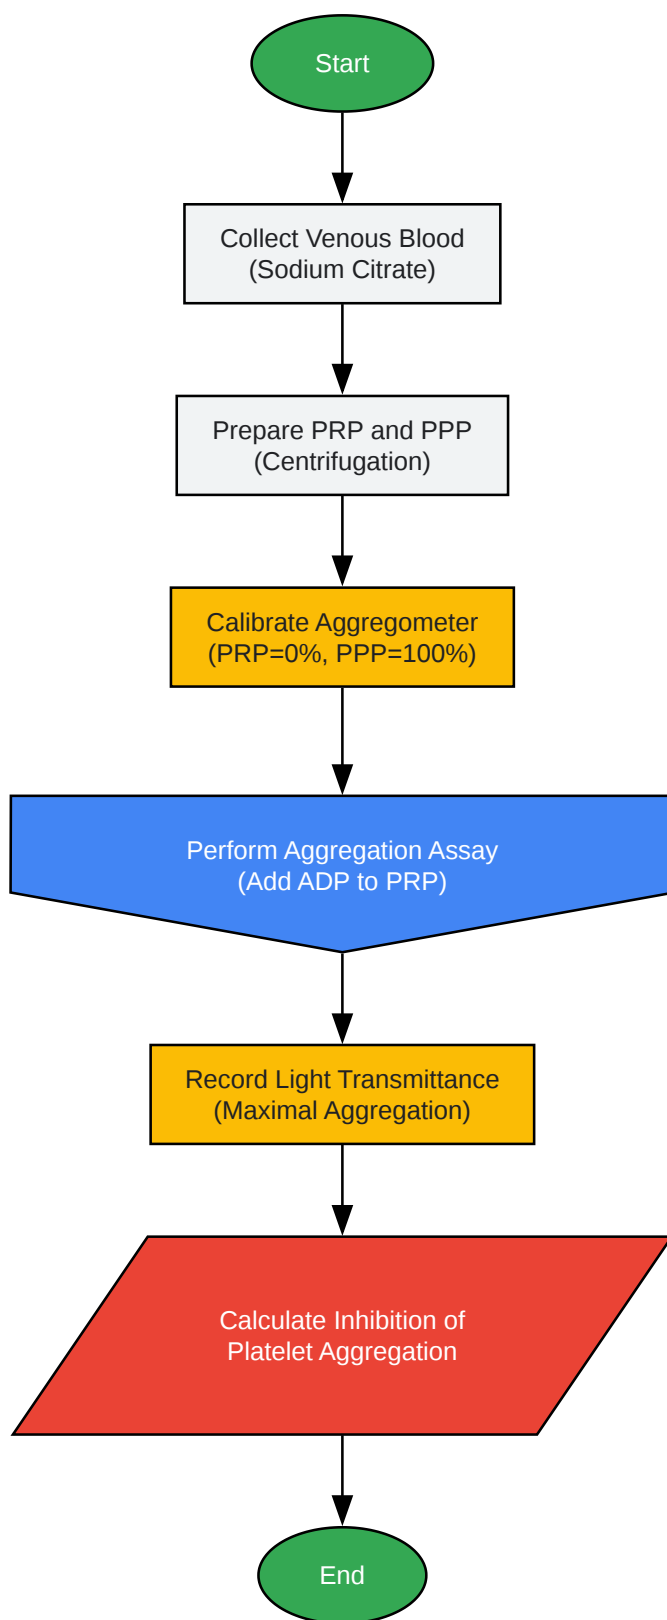 Start
Collect Venous Blood
(Sodium Citrate)
Prepare PRP and PPP
(Centrifugation)
Calibrate Aggregometer
(PRP=0%, PPP=100%)
Perform Aggregation Assay
(Add ADP to PRP)
Record Light Transmittance
(Maximal Aggregation)
Calculate Inhibition of
Platelet Aggregation
End